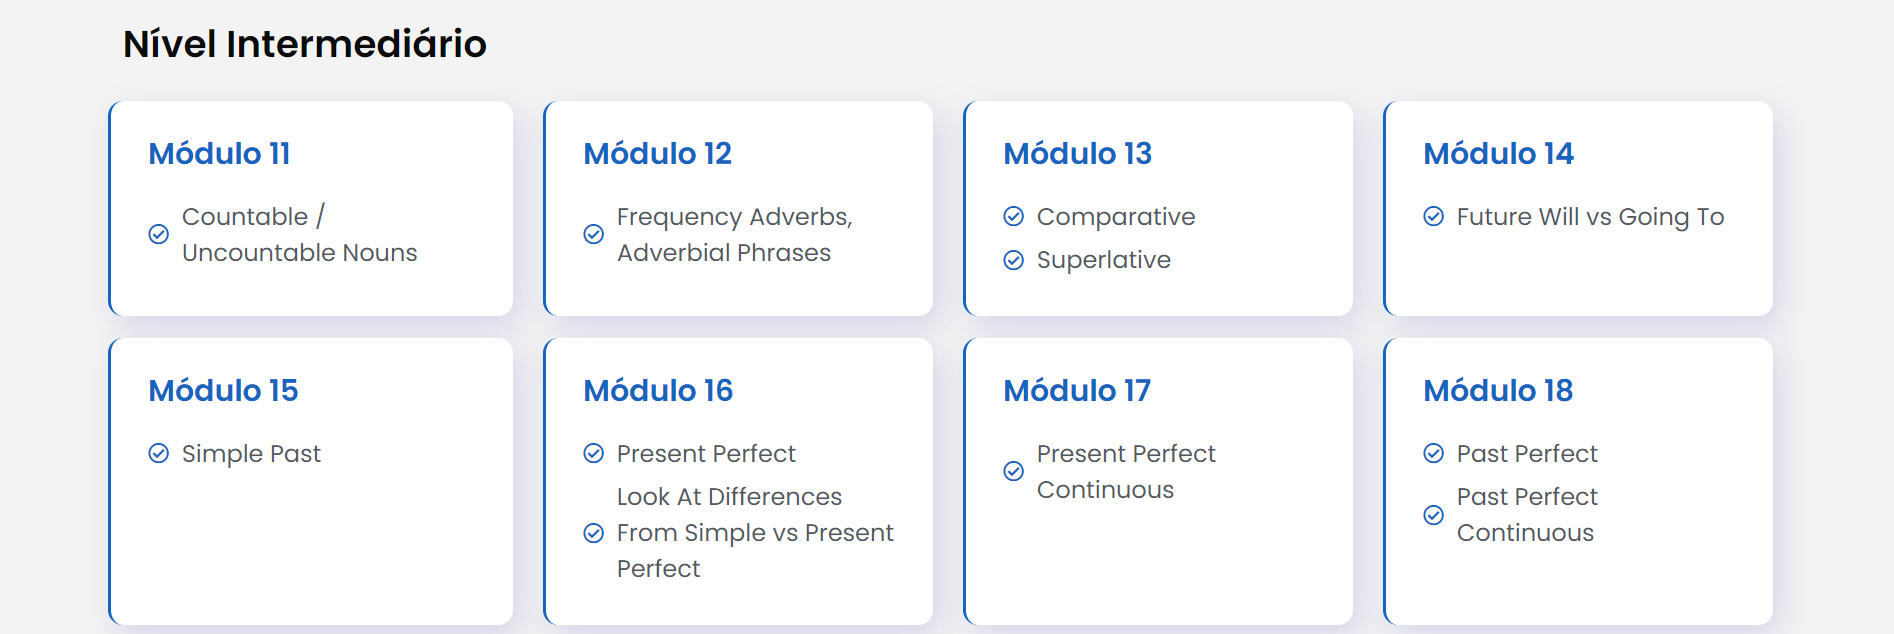 Nível Intermediário
Módulo 11
Countable /
Uncountable Nouns
Módulo 12
Frequency Adverbs,
Adverbial Phrases
Módulo 13
Comparative
Superlative
Módulo 14
Future Will vs Going To
Módulo 15
Simple Past
Módulo 16
Present Perfect
Look At Differences
From Simple vs Present
Perfect
Módulo 17
Present Perfect
Continuous
Módulo 18
Past Perfect
Past Perfect
Continuous